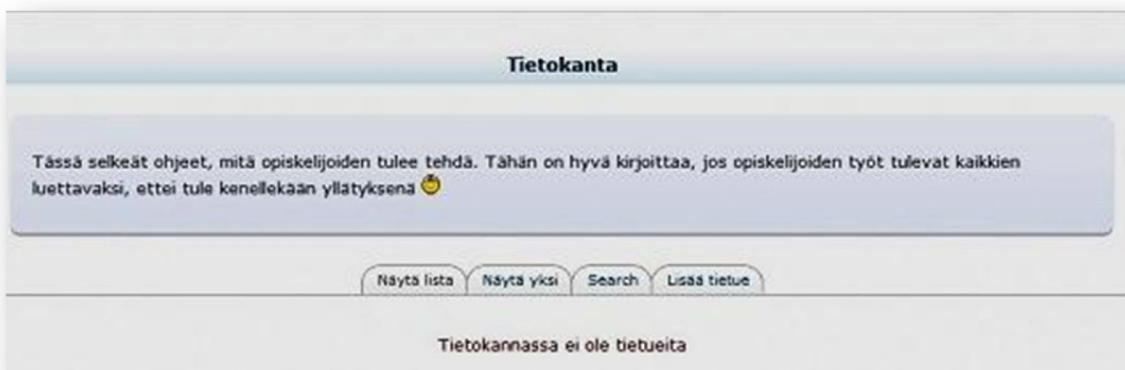 Tietokanta
Tässä selkeät ohjeet, mitä opiskelijoiden tulee tehdä. Tähän on hyvä kirjoittaa, jos opiskelijoiden työt tulevat kaikkien
luettavaksi, ettei tule kenellekään yllätyksenä
Näytä lista Näytä yksi Search Lisää tietue
Tietokannassa ei ole tietueita